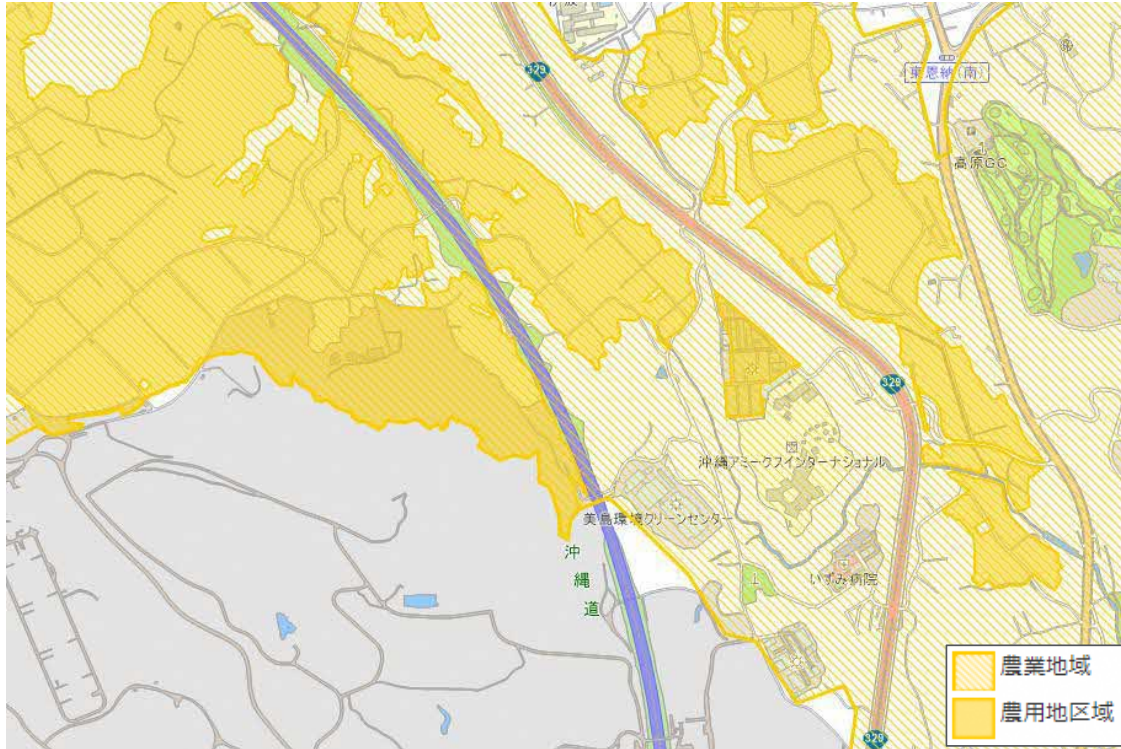 329
東恩納(南)
高原GC
329
沖縄アミークスインターナショナル
美島環境クリーンセンター
沖
縄
道
いずみ病院
329
農業地域
農用地区域